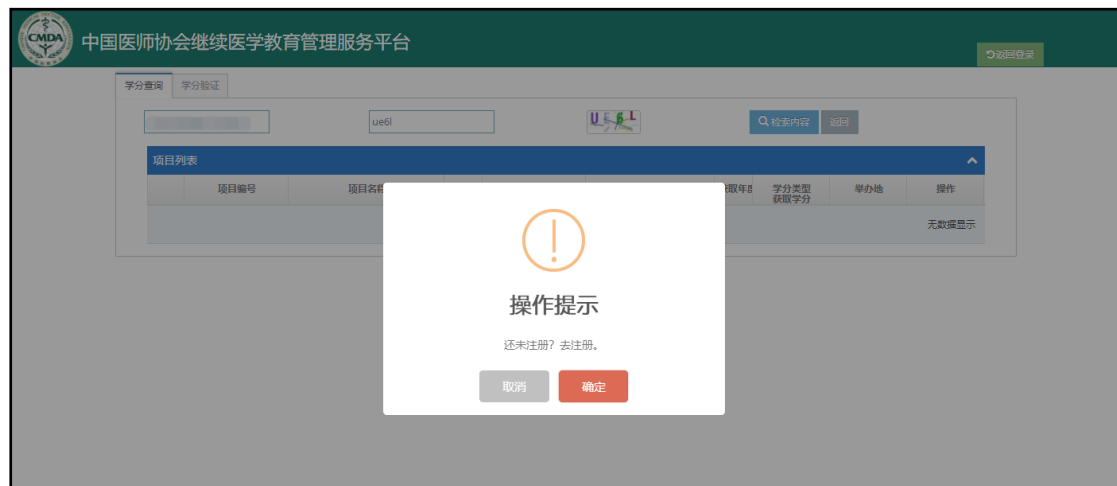 CMDA
中国医师协会继续医学教育管理服务平台
返回登录
学分查询 学分验证
ue6l
UE6L
检索内容 返回
项目列表
项目编号 项目名称 获取年度 学分类型 举办地 操作
获取学分
无数据显示
操作提示
还未注册?去注册。
取消 确定